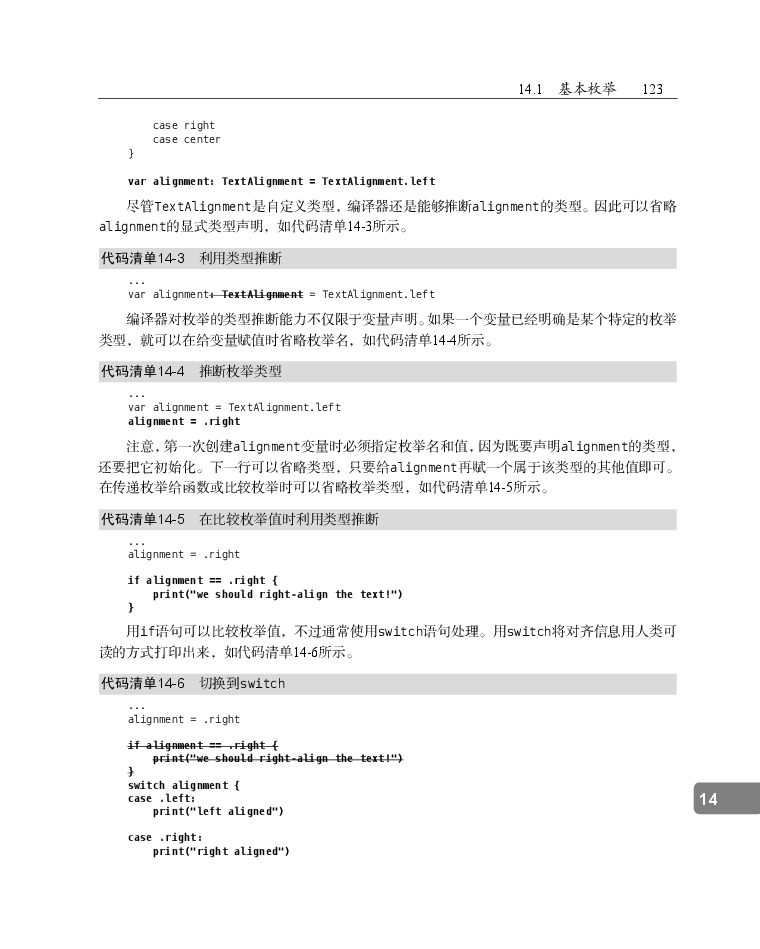 14.1 基本枚举 123
case right
case center
}
var alignment: TextAlignment = TextAlignment.left
尽管TextAlignment是自定义类型，编译器还是能够推断alignment的类型。因此可以省略
alignment的显式类型声明，如代码清单14-3所示。
代码清单14-3 利用类型推断
...
var alignment: TextAlignment = TextAlignment.left
编译器对枚举的类型推断能力不仅限于变量声明。如果一个变量已经明确是某个特定的枚举
类型，就可以在给变量赋值时省略枚举名，如代码清单14-4所示。
代码清单14-4 推断枚举类型
...
var alignment = TextAlignment.left
alignment = .right
注意，第一次创建alignment变量时必须指定枚举名和值，因为既要声明alignment的类型，
还要把它初始化。下一行可以省略类型，只要给alignment再赋一个属于该类型的其他值即可。
在传递枚举给函数或比较枚举时可以省略枚举类型，如代码清单14-5所示。
代码清单14-5 在比较枚举值时利用类型推断
...
alignment = .right
if alignment == .right {
print("we should right-align the text!")
}
用if语句可以比较枚举值，不过通常使用switch语句处理。用switch将对齐信息用人类可
读的方式打印出来，如代码清单14-6所示。
代码清单14-6 切换到switch
...
alignment = .right
if alignment == .right {
print("we should right-align the text!")
}
switch alignment {
case .left:
print("left aligned")
14
case .right:
print("right aligned")